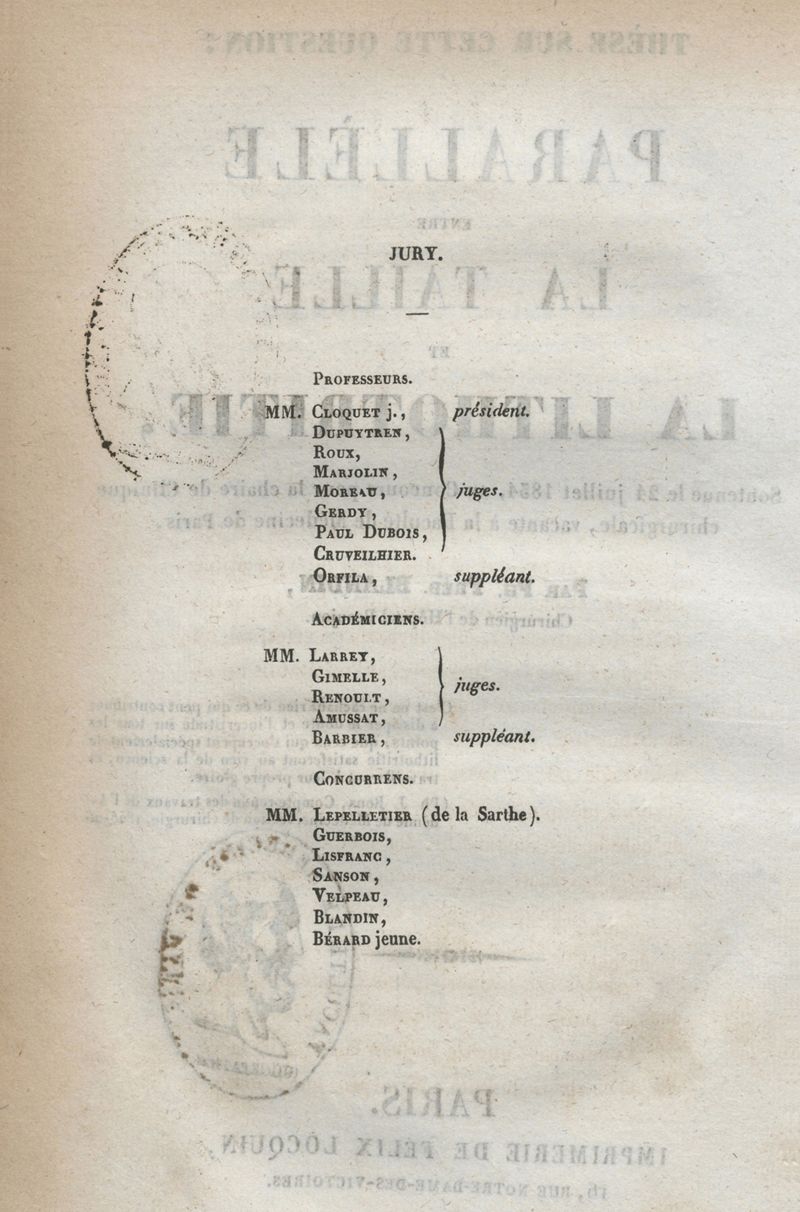 JURY.
PROFESSEURS.
MM. CLOQUET j., président.
DUPUYTREN,
ROUX,
MARJOLIN,
MOREAU, juges.
GERDY,
PAUL DUBOIS,
CRUVEILHIER.
ORFILA, suppléant.
ACADÉMICIENS.
MM. LARREY,
GIMELLE,
juges.
RENOULT,
AMUSSAT,
BARBIER, suppléant.
CONCURRENS.
MM. LEPELLETIER (de la Sarthe).
GUERBOIS,
LISFRANC,
SANSON,
VELPEAU,
BLANDIN,
BÉRARD jeune.